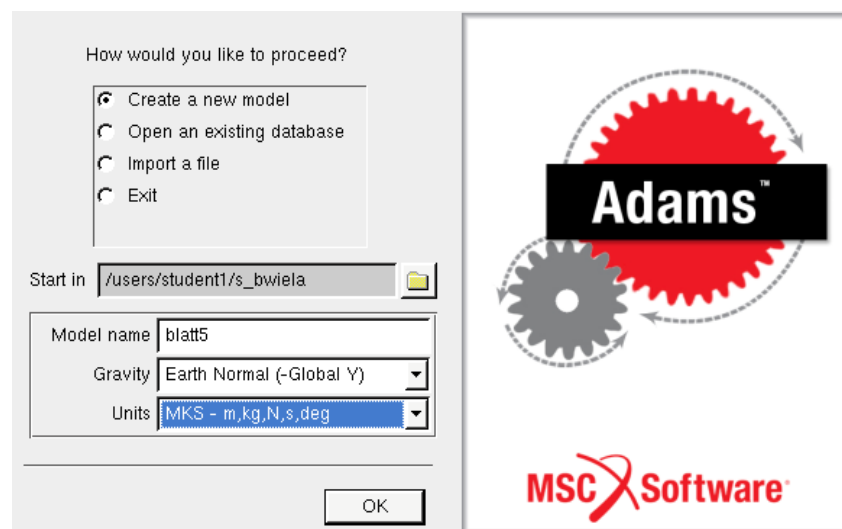 How would you like to proceed?
Create a new model
Open an existing database
Import a file
Exit
Start in /users/student1/s_bwiela
Model name blatt5
Gravity Earth Normal (-Global Y)
Units MKS - m,kg,N,s,deg
OK
Adams™
MSC Software